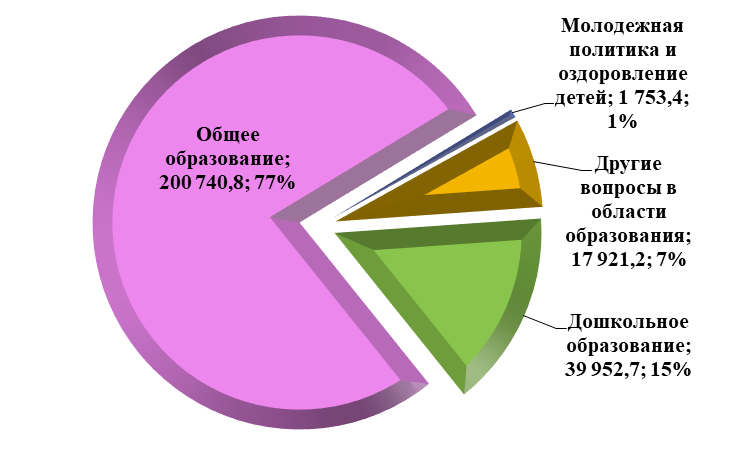 Общее
образование;
200 740,8; 77%
Молодежная
политика и
оздоровление
детей; 1 753,4;
1%
Другие
вопросы в
области
образования;
17 921,2; 7%
Дошкольное
образование;
39 952,7; 15%